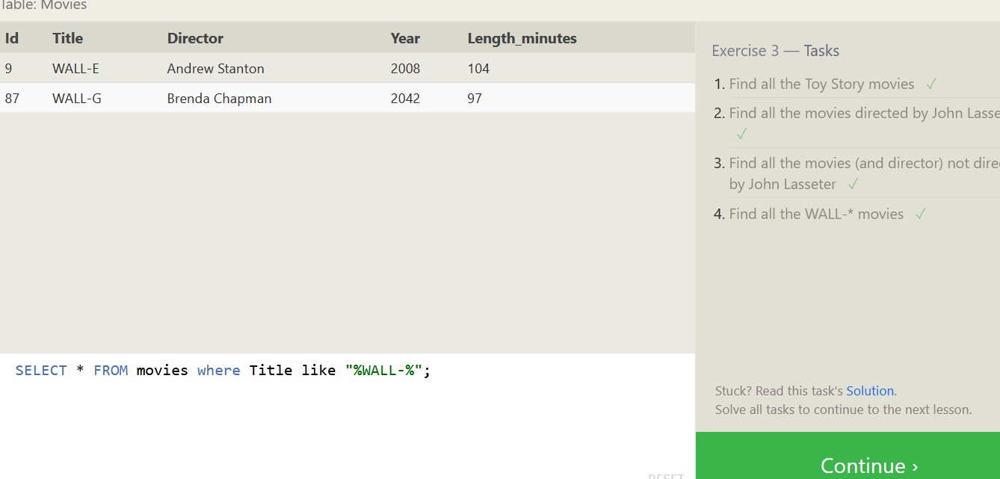 Table: Movies
Id Title Director Year Length_minutes
9 WALL-E Andrew Stanton 2008 104
87 WALL-G Brenda Chapman 2042 97
SELECT * FROM movies where Title like "%WALL-%";
RESET
Exercise 3 — Tasks
1. Find all the Toy Story movies ✓
2. Find all the movies directed by John Lasse
✓
3. Find all the movies (and director) not dire
by John Lasseter ✓
4. Find all the WALL-* movies ✓
Stuck? Read this task's Solution.
Solve all tasks to continue to the next lesson.
Continue ›